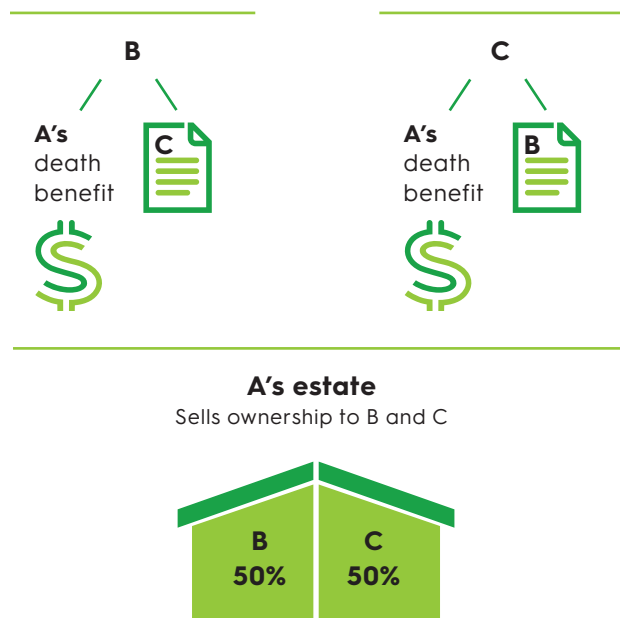 B
A's
death
benefit
C
C
A's
death
benefit
B
A's estate
Sells ownership to B and C
B
50%
C
50%